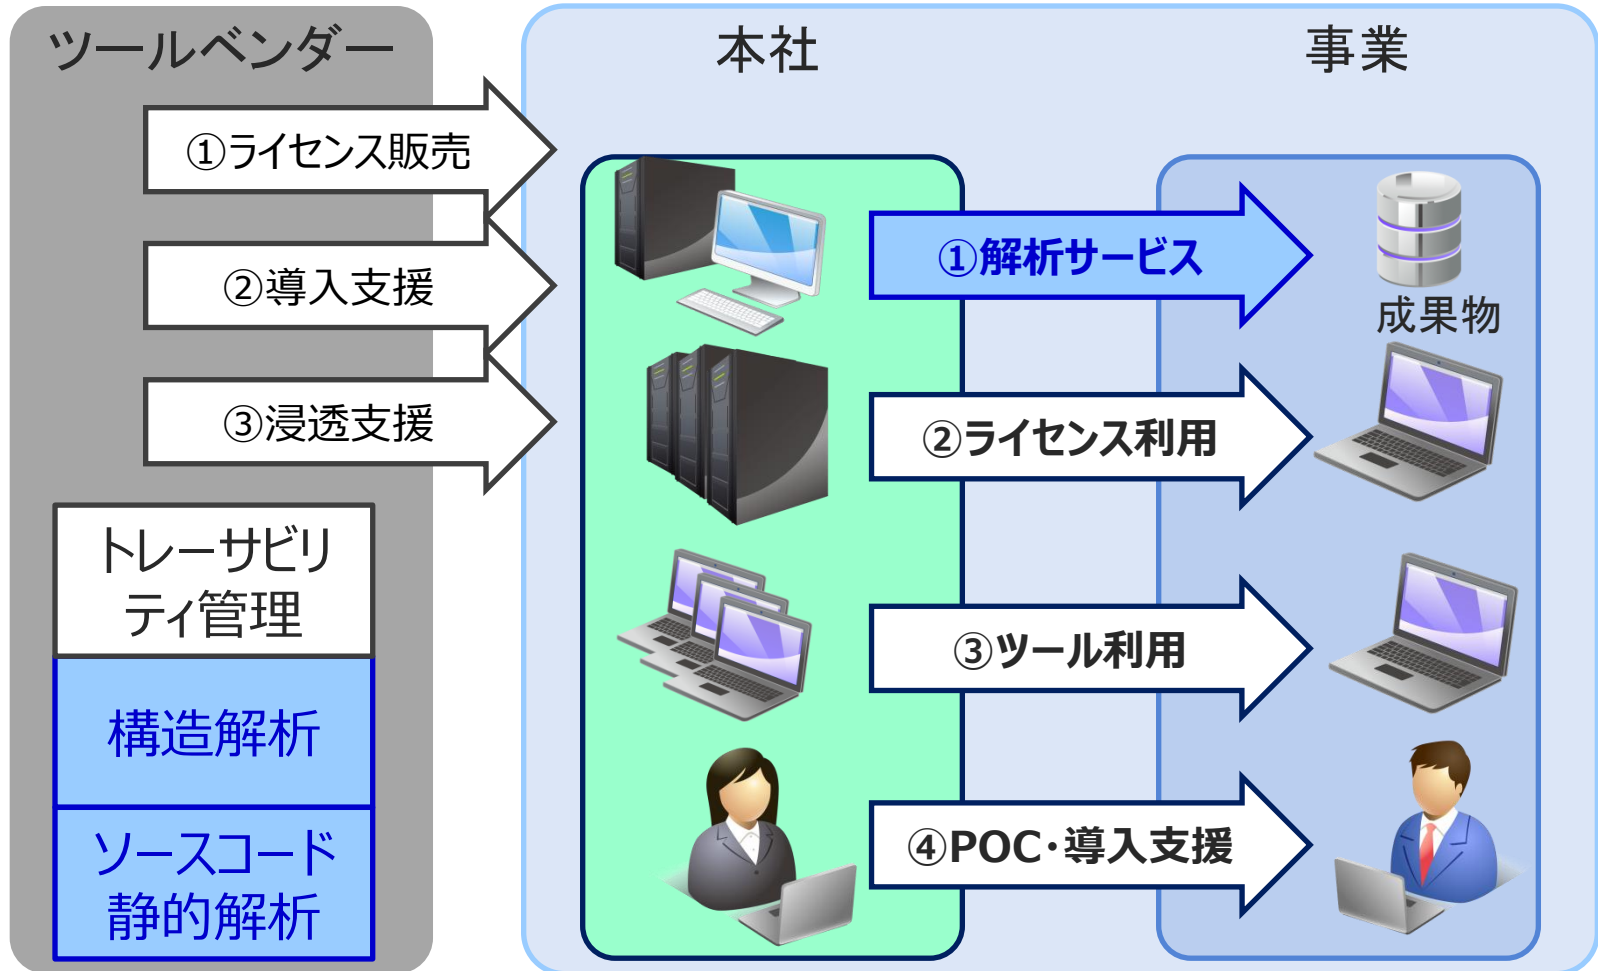 ツールベンダー
本社
事業
①ライセンス販売
②導入支援
③浸透支援
トレーサビリ
ティ管理
構造解析
ソースコード
静的解析
①解析サービス
成果物
②ライセンス利用
③ツール利用
④POC・導入支援